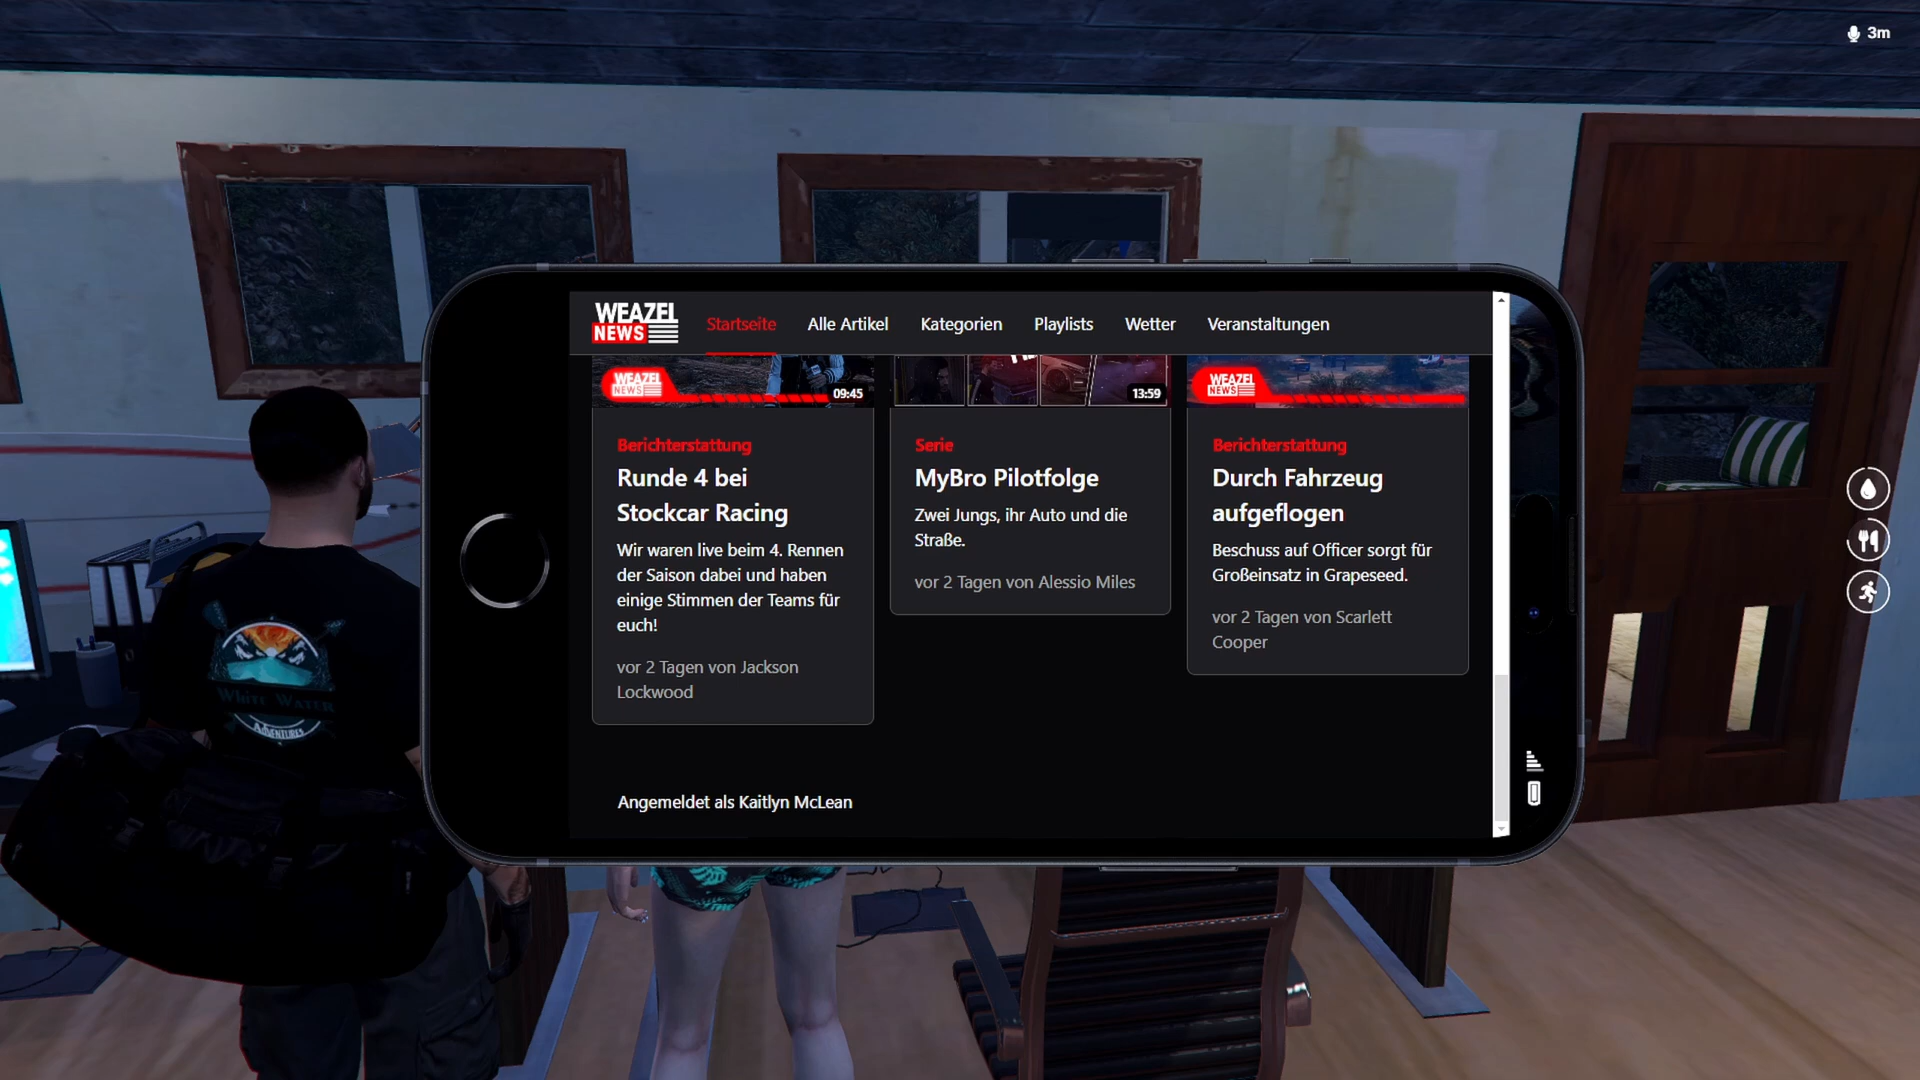 3m
WEAZEL
NEWS
Startseite Alle Artikel Kategorien Playlists Wetter Veranstaltungen
WEAZEL
NEWS
09:45
13:59
WEAZEL
NEWS
Berichterstattung
Runde 4 bei
Stockcar Racing
Wir waren live beim 4. Rennen
der Saison dabei und haben
einige Stimmen der Teams für
euch!
vor 2 Tagen von Jackson
Lockwood
Serie
MyBro Pilotfolge
Zwei Jungs, ihr Auto und die
Straße.
vor 2 Tagen von Alessio Miles
Berichterstattung
Durch Fahrzeug
aufgeflogen
Beschuss auf Officer sorgt für
Großeinsatz in Grapeseed.
vor 2 Tagen von Scarlett
Cooper
Angemeldet als Kaitlyn McLean
White Water
Adventures